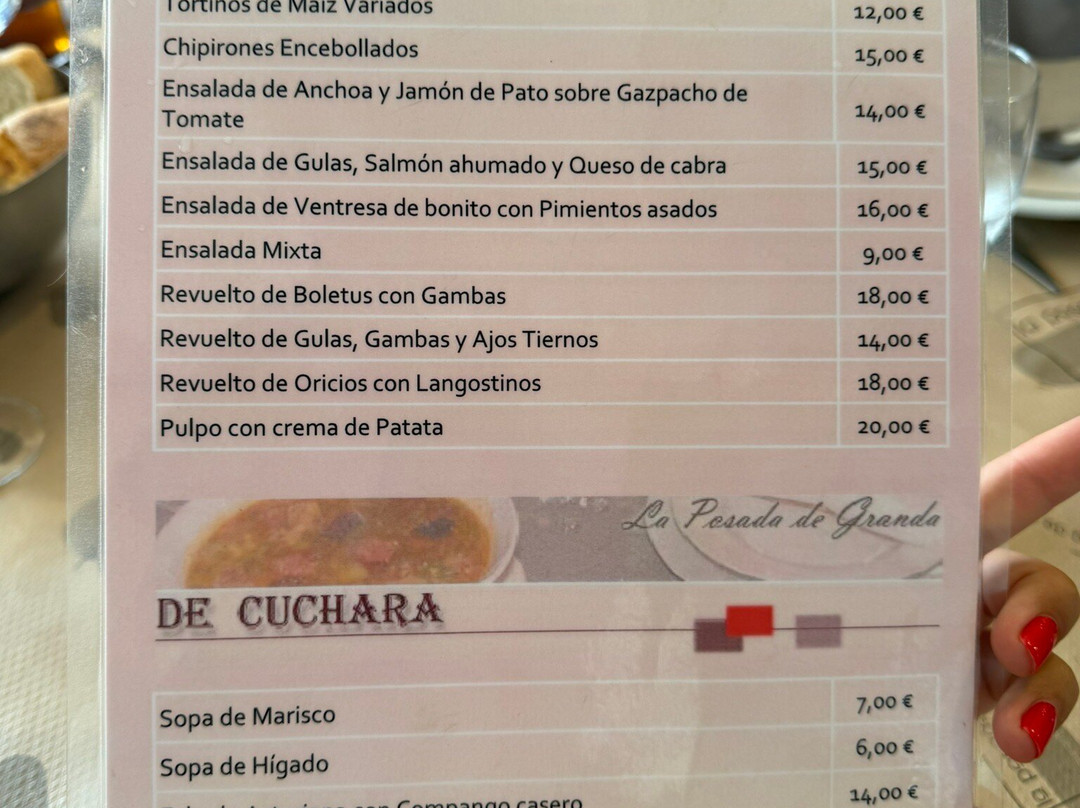 Tortinos de Maíz Variados 12,00 €
Chipirones Encebollados 15,00 €
Ensalada de Anchoa y Jamón de Pato sobre Gazpacho de
Tomate 14,00 €
Ensalada de Gulas, Salmón ahumado y Queso de cabra 15,00 €
Ensalada de Ventresa de bonito con Pimientos asados 16,00 €
Ensalada Mixta 9,00 €
Revuelto de Boletus con Gambas 18,00 €
Revuelto de Gulas, Gambas y Ajos Tiernos 14,00 €
Revuelto de Oricios con Langostinos 18,00 €
Pulpo con crema de Patata 20,00 €
La Posada de Granda
DE CUCHARA
Sopa de Marisco 7,00 €
Sopa de Hígado 6,00 €
con Compango casero 14,00 €